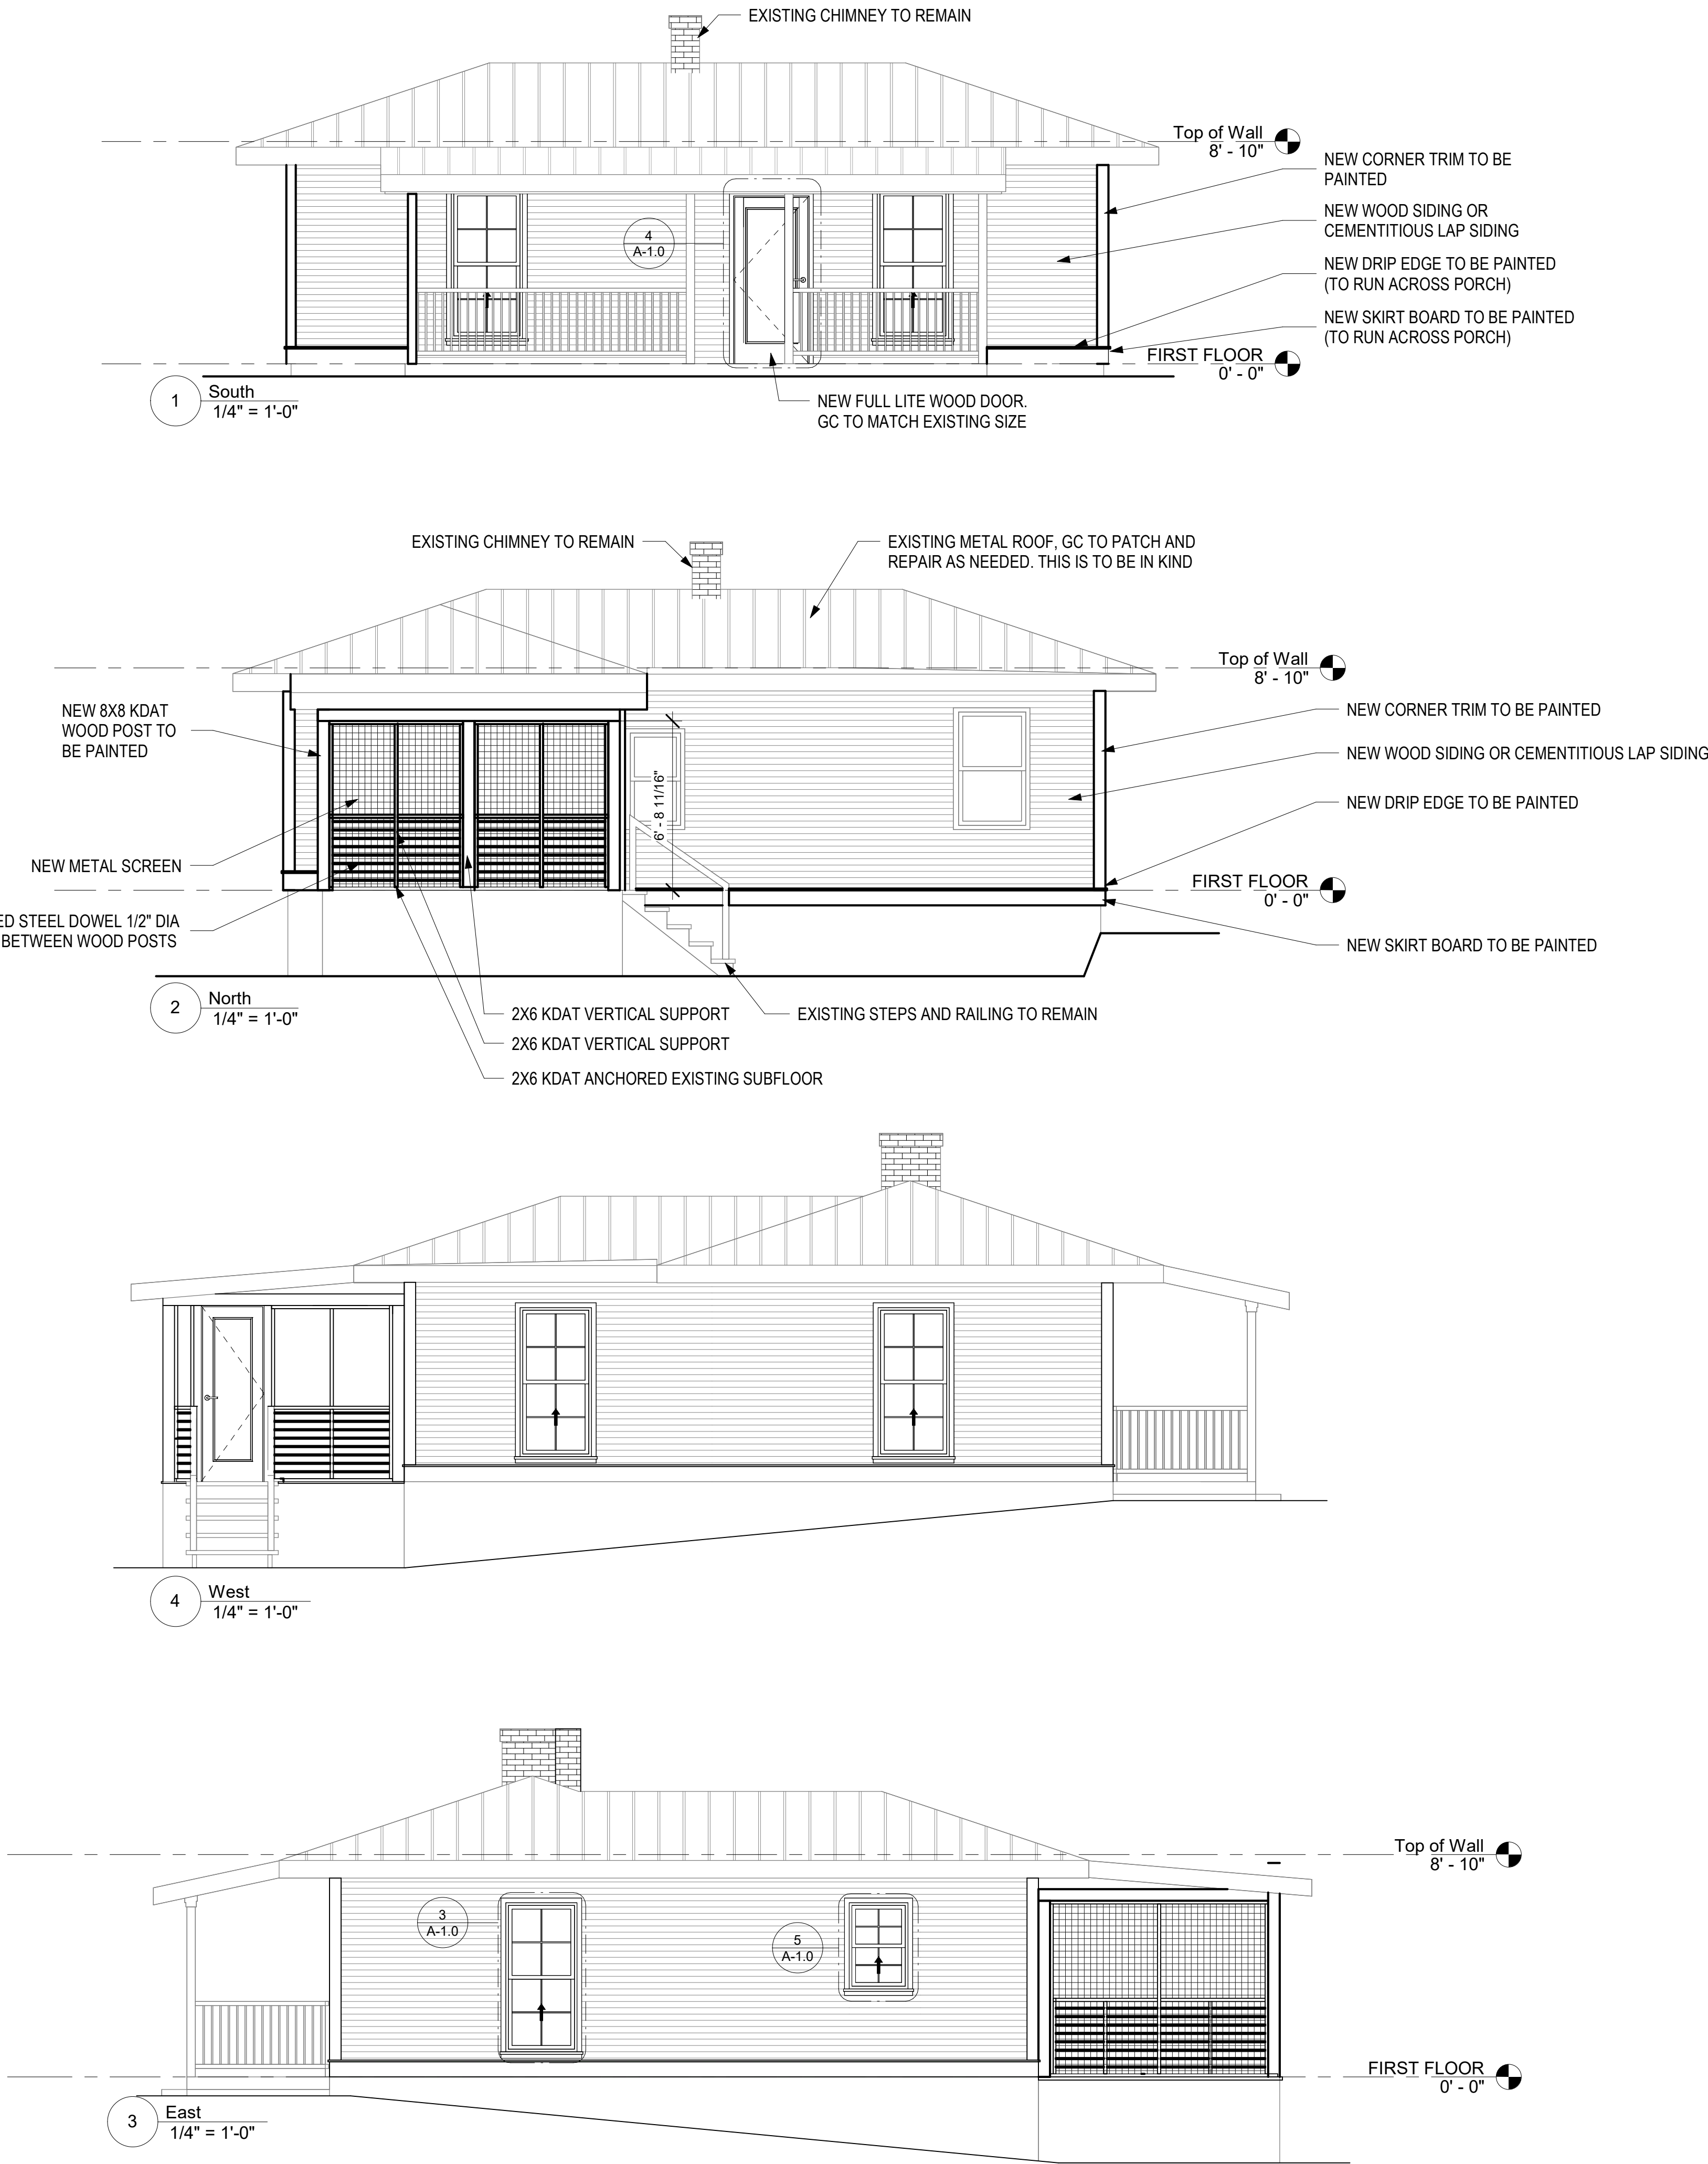 EXISTING CHIMNEY TO REMAIN
Top of Wall
8' - 10"
NEW CORNER TRIM TO BE
PAINTED
NEW WOOD SIDING OR
CEMENTITIOUS LAP SIDING
4
A-1.0
NEW DRIP EDGE TO BE PAINTED
(TO RUN ACROSS PORCH)
NEW SKIRT BOARD TO BE PAINTED
(TO RUN ACROSS PORCH)
FIRST FLOOR
0' - 0"
1
South
1/4" = 1'-0"
NEW FULL LITE WOOD DOOR.
GC TO MATCH EXISTING SIZE
EXISTING CHIMNEY TO REMAIN
EXISTING METAL ROOF, GC TO PATCH AND
REPAIR AS NEEDED. THIS IS TO BE IN KIND
Top of Wall
8' - 10"
NEW 8X8 KDAT
WOOD POST TO
BE PAINTED
NEW CORNER TRIM TO BE PAINTED
NEW WOOD SIDING OR CEMENTITIOUS LAP SIDING
6' - 8 11/16"
NEW DRIP EDGE TO BE PAINTED
NEW METAL SCREEN
FIRST FLOOR
0' - 0"
ED STEEL DOWEL 1/2" DIA
BETWEEN WOOD POSTS
NEW SKIRT BOARD TO BE PAINTED
2
North
1/4" = 1'-0"
2X6 KDAT VERTICAL SUPPORT
EXISTING STEPS AND RAILING TO REMAIN
2X6 KDAT VERTICAL SUPPORT
2X6 KDAT ANCHORED EXISTING SUBFLOOR
4
West
1/4" = 1'-0"
Top of Wall
8' - 10"
3
A-1.0
5
A-1.0
FIRST FLOOR
0' - 0"
3
East
1/4" = 1'-0"